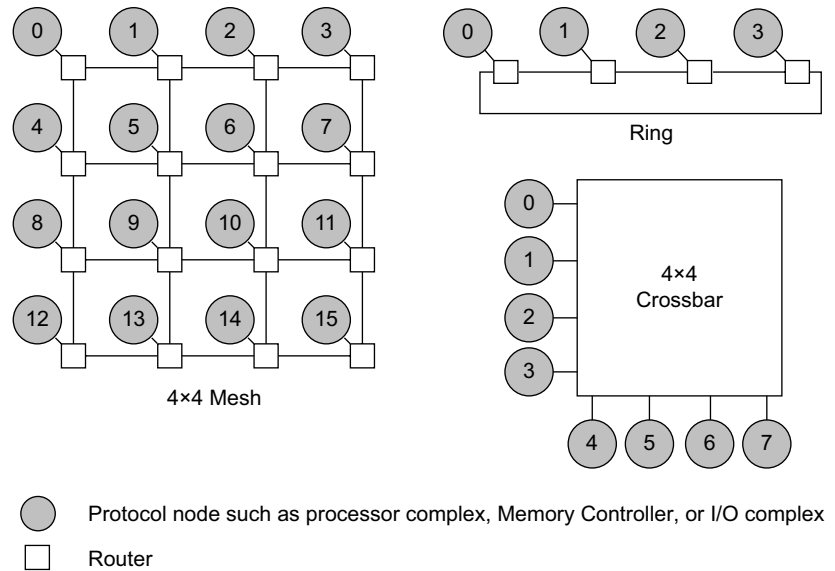 0 1 2 3
4 5 6 7
8 9 10 11
12 13 14 15
4×4 Mesh
0 1 2 3
Ring
0
1
2
3
4×4
Crossbar
4 5 6 7
Protocol node such as processor complex, Memory Controller, or I/O complex
Router